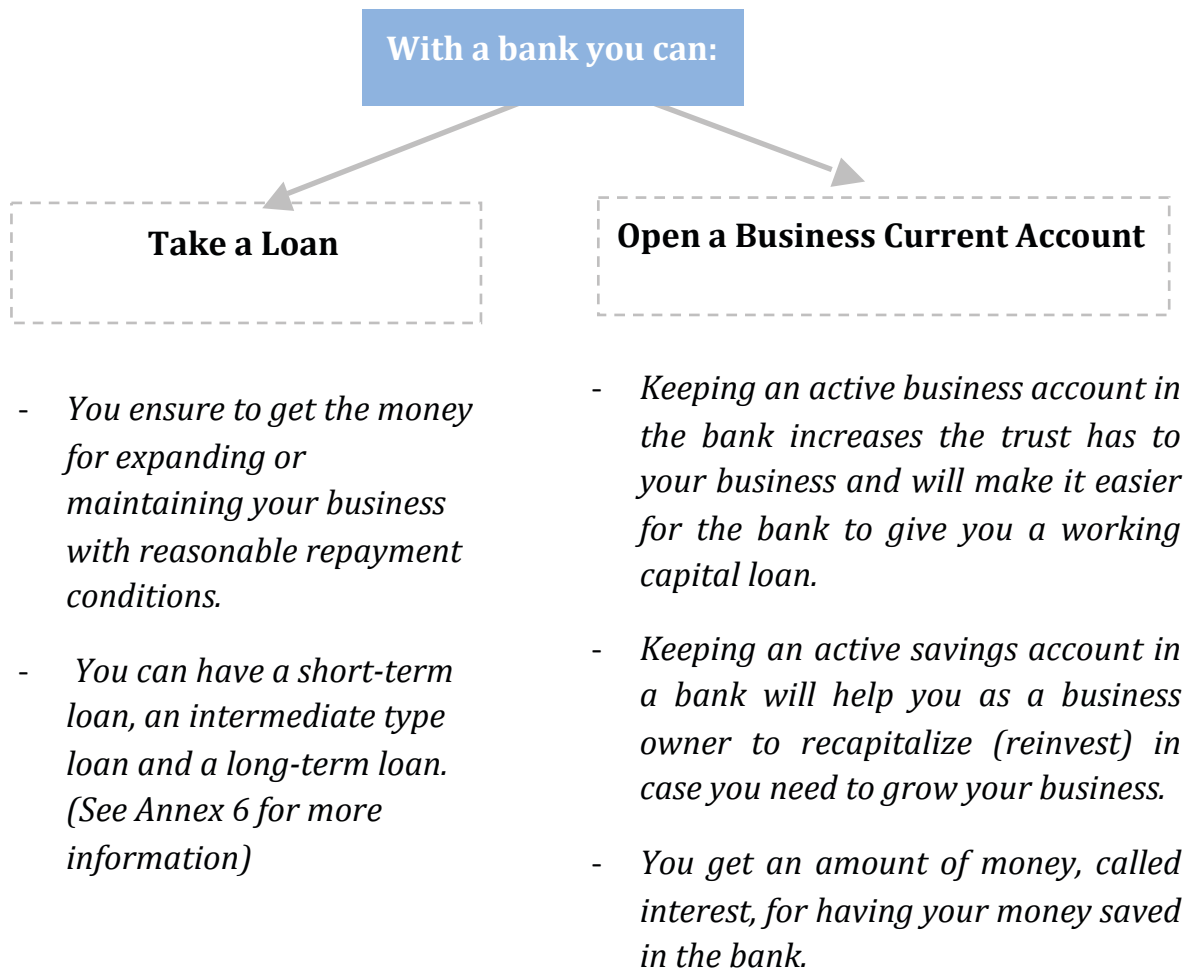 With a bank you can:
Take a Loan
Open a Business Current Account
- You ensure to get the money
for expanding or
maintaining your business
with reasonable repayment
conditions.
- You can have a short-term
loan, an intermediate type
loan and a long-term loan.
(See Annex 6 for more
information)
- Keeping an active business account in
the bank increases the trust has to
your business and will make it easier
for the bank to give you a working
capital loan.
- Keeping an active savings account in
a bank will help you as a business
owner to recapitalize (reinvest) in
case you need to grow your business.
- You get an amount of money, called
interest, for having your money saved
in the bank.